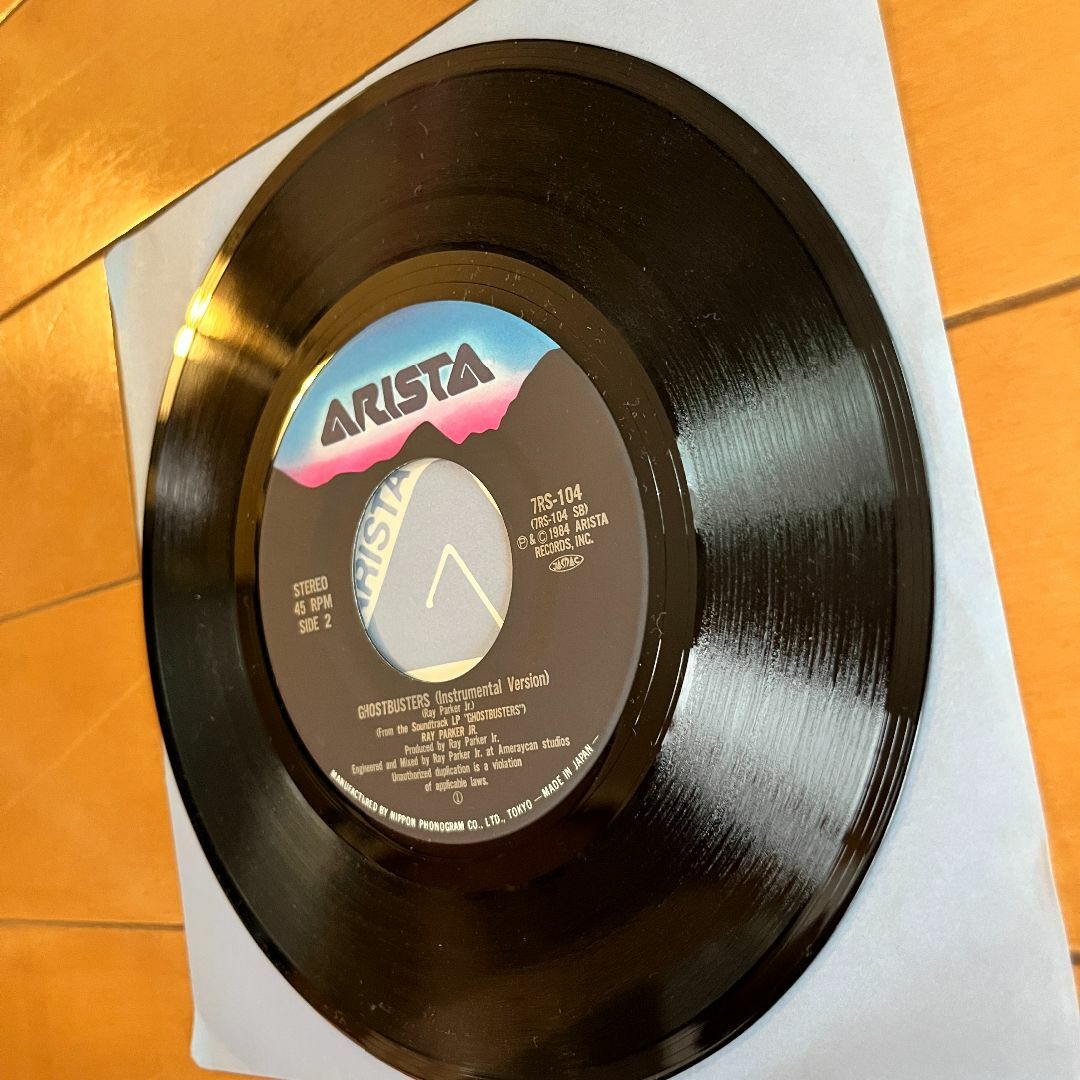 ARISTA
ARISTA
7RS-104
(7RS-104 SB)
Ⓟ & Ⓒ 1984 ARISTA
RECORDS, INC.
JASRAC
STEREO
45 RPM
SIDE 2
GHOSTBUSTERS (Instrumental Version)
(Ray Parker Jr.)
(From the Soundtrack LP "GHOSTBUSTERS")
RAY PARKER JR.
Produced by Ray Parker Jr.
Engineered and Mixed by Ray Parker Jr. at Ameraycan studios
Unauthorized duplication is a violation
of applicable laws.
Ⓘ
MANUFACTURED BY NIPPON PHONOGRAM CO., LTD., TOKYO —MADE IN JAPAN—